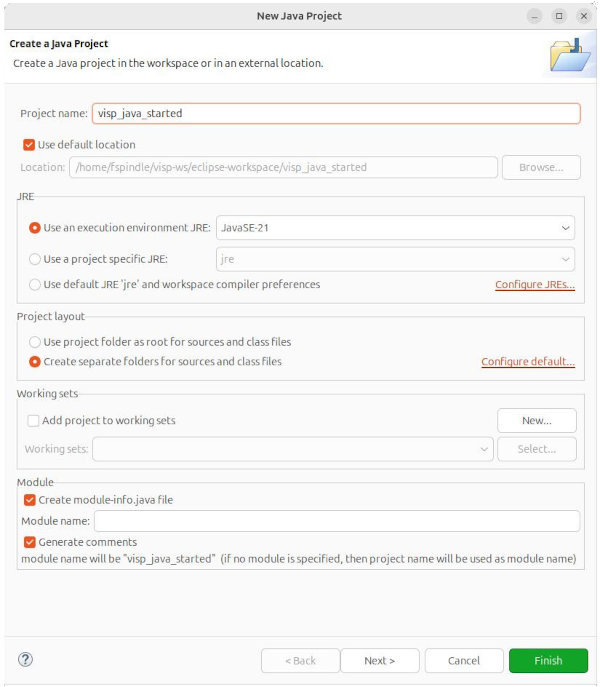 New Java Project
Create a Java Project
Create a Java project in the workspace or in an external location.
Project name: visp_java_started
Use default location
Location: /home/fspindle/visp-ws/eclipse-workspace/visp_java_started Browse...
JRE
Use an execution environment JRE: JavaSE-21
Use a project specific JRE: jre
Use default JRE 'jre' and workspace compiler preferences Configure JREs...
Project layout
Use project folder as root for sources and class files
Create separate folders for sources and class files Configure default...
Working sets
Add project to working sets New...
Working sets: Select...
Module
Create module-info.java file
Module name:
Generate comments
module name will be "visp_java_started" (if no module is specified, then project name will be used as module name)
? < Back Next > Cancel Finish